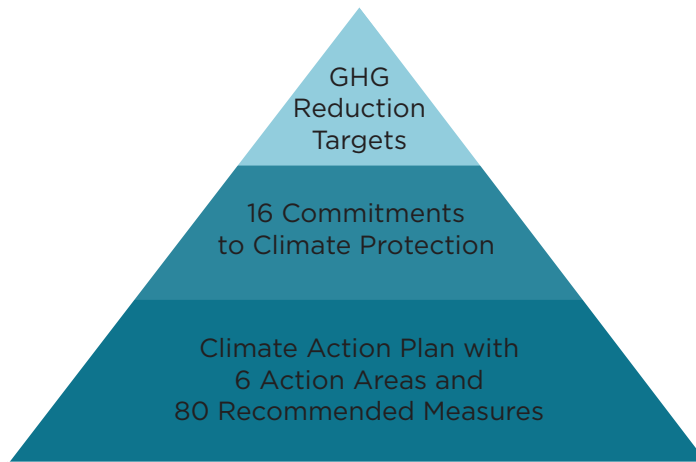 GHG
Reduction
Targets
16 Commitments
to Climate Protection
Climate Action Plan with
6 Action Areas and
80 Recommended Measures